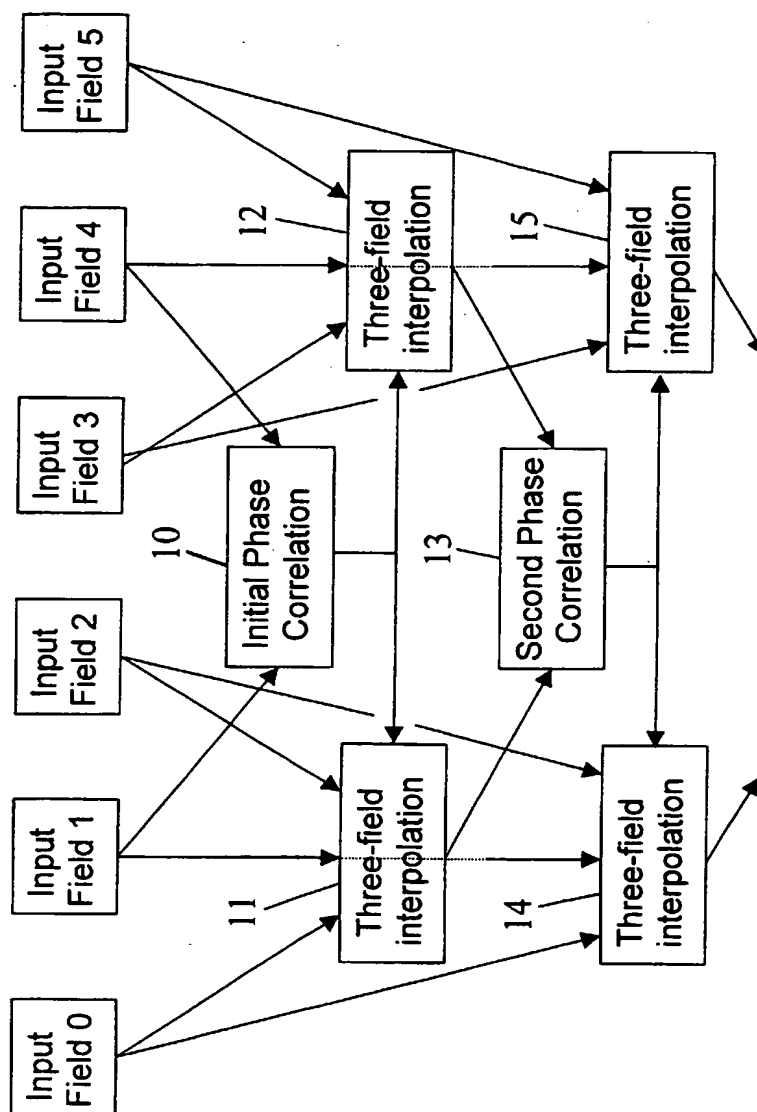 Input
Field 0
Input
Field 1
Input
Field 2
Input
Field 3
Input
Field 4
Input
Field 5
10
Initial Phase
Correlation
11
Three-field
interpolation
12
Three-field
interpolation
13
Second Phase
Correlation
14
Three-field
interpolation
15
Three-field
interpolation